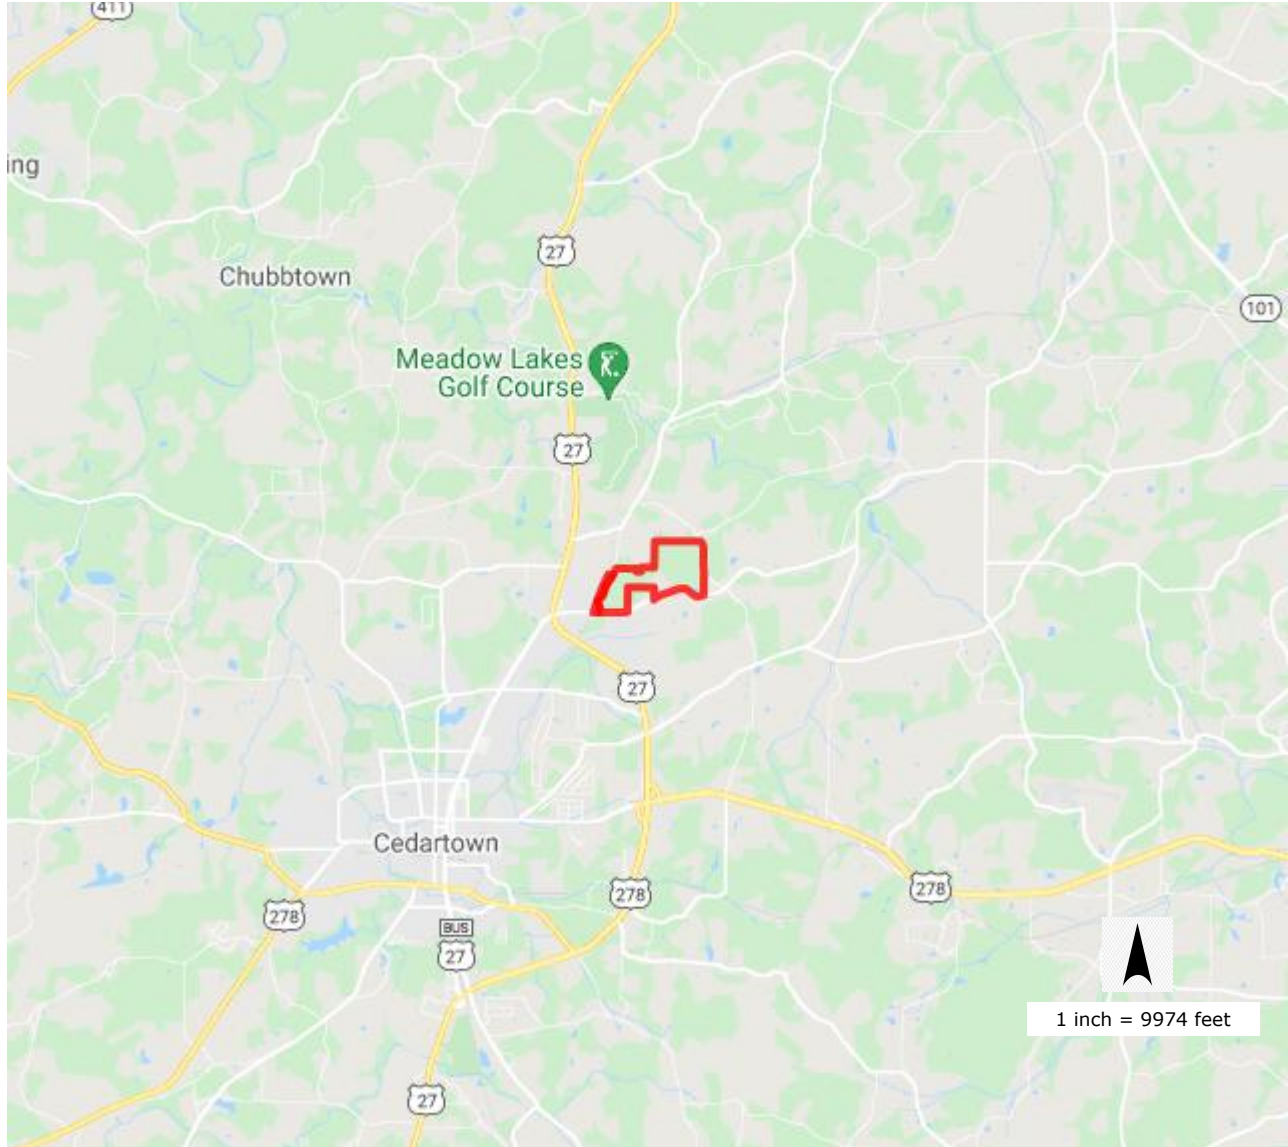 411
ing
27
Chubbtown
101
Meadow Lakes
Golf Course
27
27
Cedartown
278
278
278
BUS
27
1 inch = 9974 feet
27